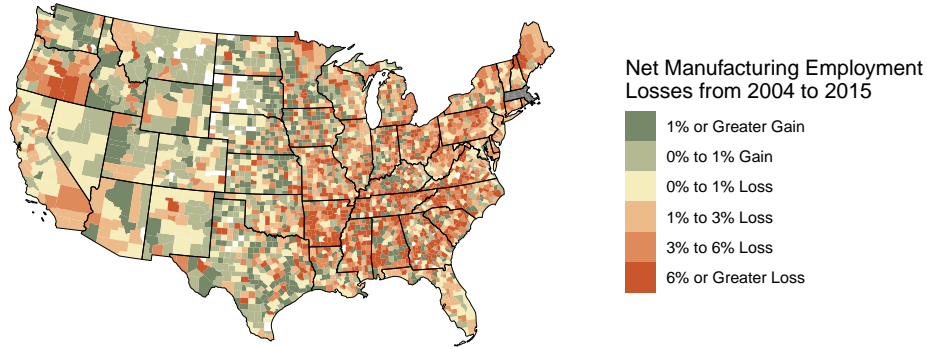 Net Manufacturing Employment
Losses from 2004 to 2015
1% or Greater Gain
0% to 1% Gain
0% to 1% Loss
1% to 3% Loss
3% to 6% Loss
6% or Greater Loss